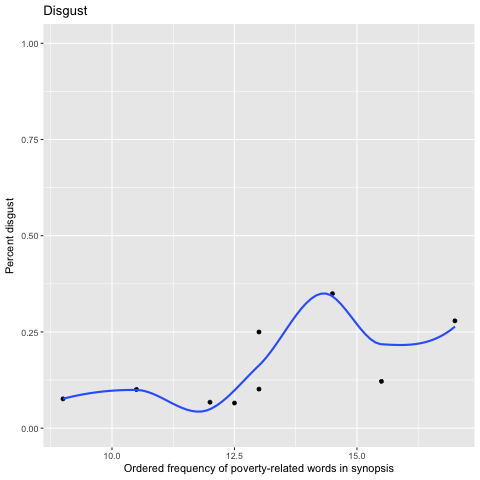 Disgust
1.00
0.75
0.50
0.25
0.00
Percent disgust
10.0 12.5 15.0
Ordered frequency of poverty-related words in synopsis